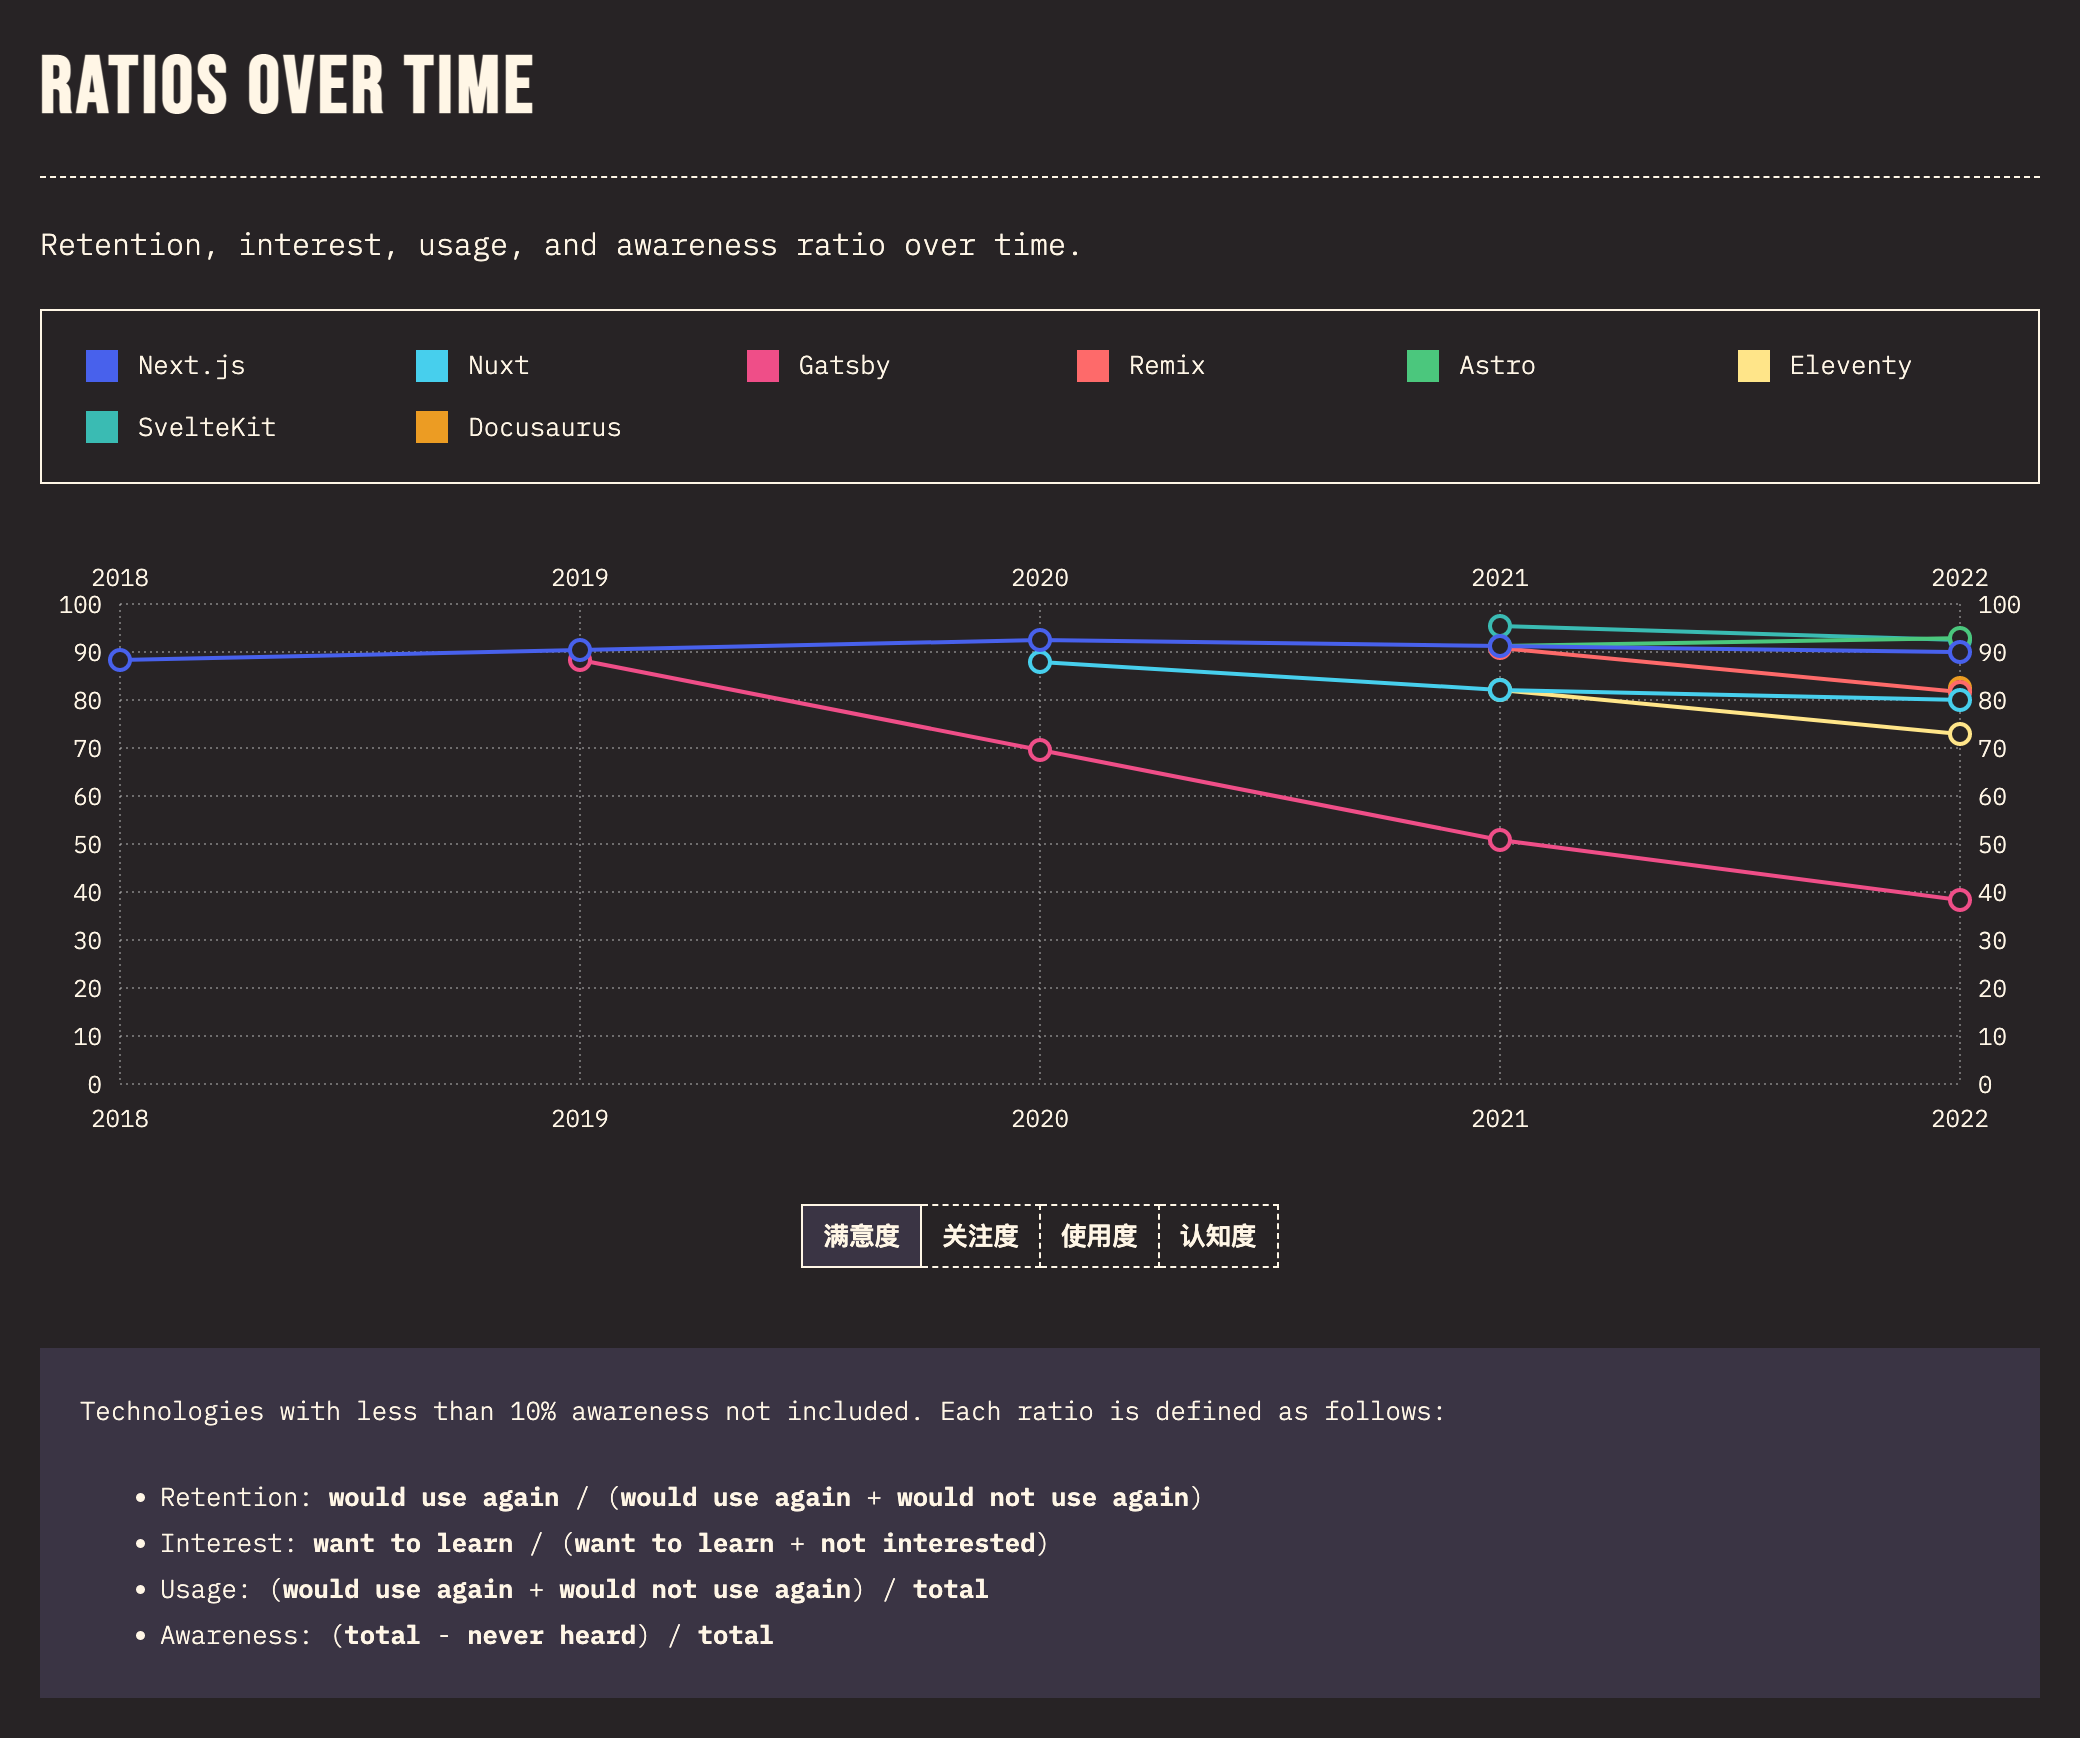 RATIOS OVER TIME
Retention, interest, usage, and awareness ratio over time.
Next.js Nuxt Gatsby Remix Astro Eleventy
SvelteKit Docusaurus
2018 2019 2020 2021 2022
100 100
90 90
80 80
70 70
60 60
50 50
40 40
30 30
20 20
10 10
0 0
2018 2019 2020 2021 2022
满意度 关注度 使用度 认知度
Technologies with less than 10% awareness not included. Each ratio is defined as follows:
• Retention: would use again / (would use again + would not use again)
• Interest: want to learn / (want to learn + not interested)
• Usage: (would use again + would not use again) / total
• Awareness: (total - never heard) / total